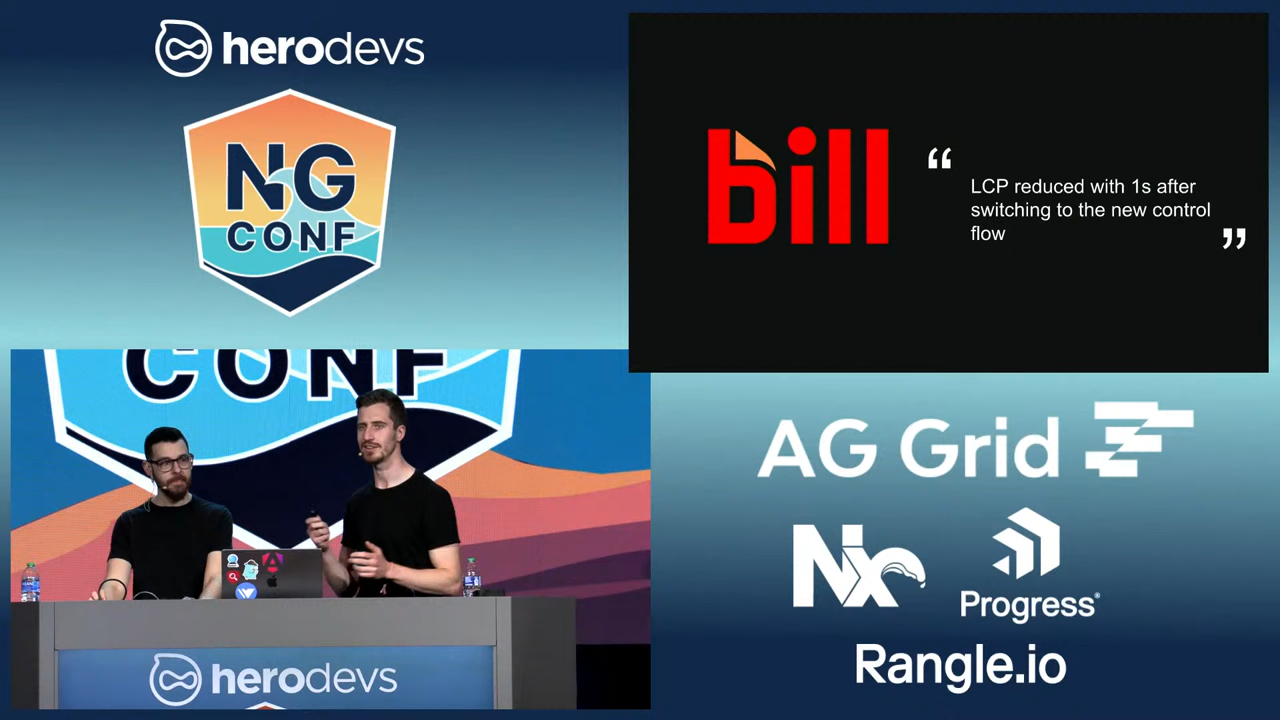 herodevs
NG
CONF
bill
“
LCP reduced with 1s after
switching to the new control
flow
”
CONF
herodevs
AG Grid
Nx
Progress®
Rangle.io